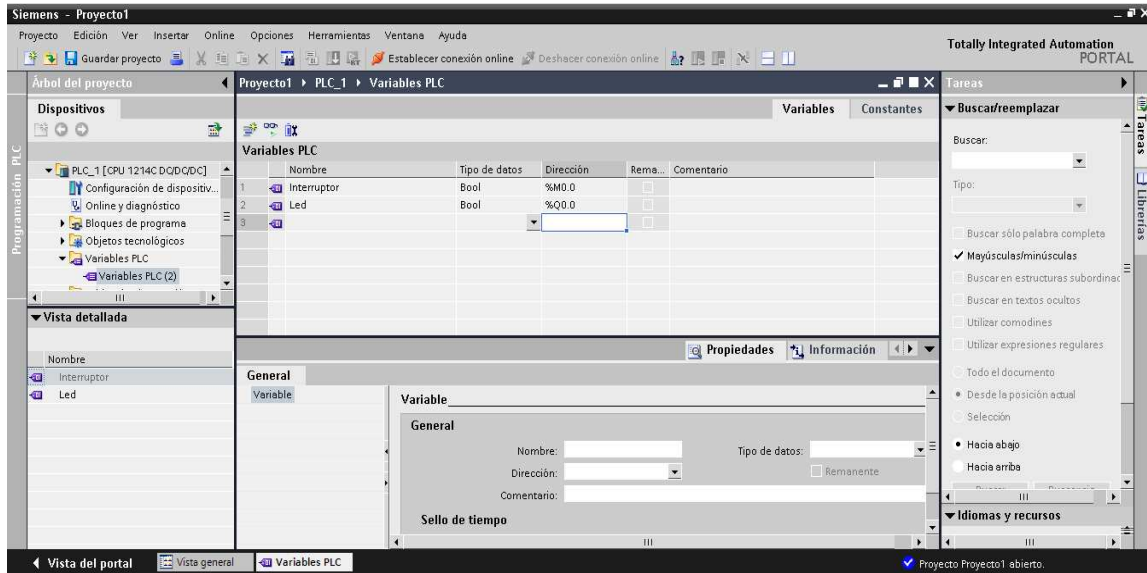 Siemens - Proyecto1
Proyecto Edición Ver Insertar Online Opciones Herramientas Ventana Ayuda
Totally Integrated Automation
PORTAL
Guardar proyecto Establecer conexión online Deshacer conexión online
Árbol del proyecto
Proyecto1 PLC_1 Variables PLC
Tareas
Dispositivos
Variables Constantes
Buscar/reemplazar
Programación PLC
Tareas
Librerías
PLC_1 [CPU 1214C DC/DC/DC]
Configuración de dispositiv...
Online y diagnóstico
Bloques de programa
Objetos tecnológicos
Variables PLC
Variables PLC (2)
Variables PLC
Nombre Tipo de datos Dirección Rema... Comentario
1 Interruptor Bool %M0.0
2 Led Bool %Q0.0
3
Buscar:
Tipo:
Buscar sólo palabra completa
Mayúsculas/minúsculas
Buscar en estructuras subordinac
Buscar en textos ocultos
Utilizar comodines
Utilizar expresiones regulares
Todo el documento
Desde la posición actual
Selección
Hacia abajo
Hacia arriba
Idiomas y recursos
Vista detallada
Nombre
Interruptor
Led
Propiedades Información
General
Variable
Variable
General
Nombre: Tipo de datos:
Dirección: Remanente
Comentario:
Sello de tiempo
Vista del portal Vista general Variables PLC Proyecto Proyecto1 abierto.